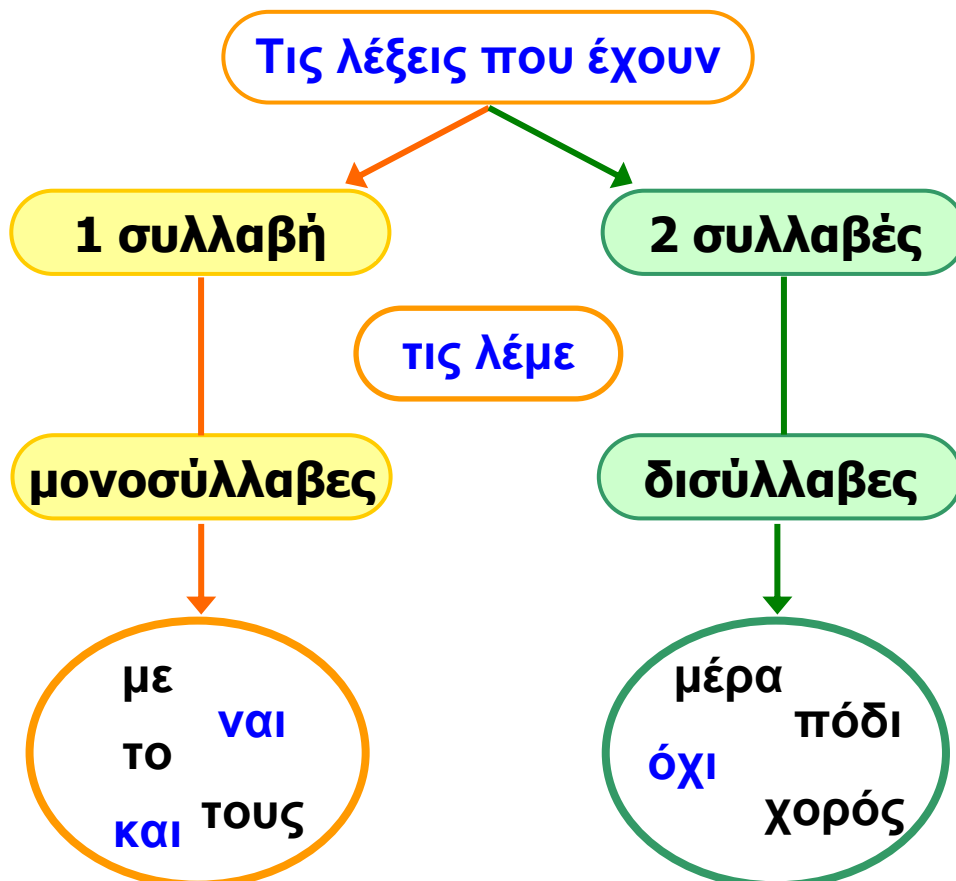 Τις λέξεις που έχουν
1 συλλαβή
2 συλλαβές
τις λέμε
μονοσύλλαβες
δισύλλαβες
με
ναι
το
τους
και
μέρα
πόδι
όχι
χορός